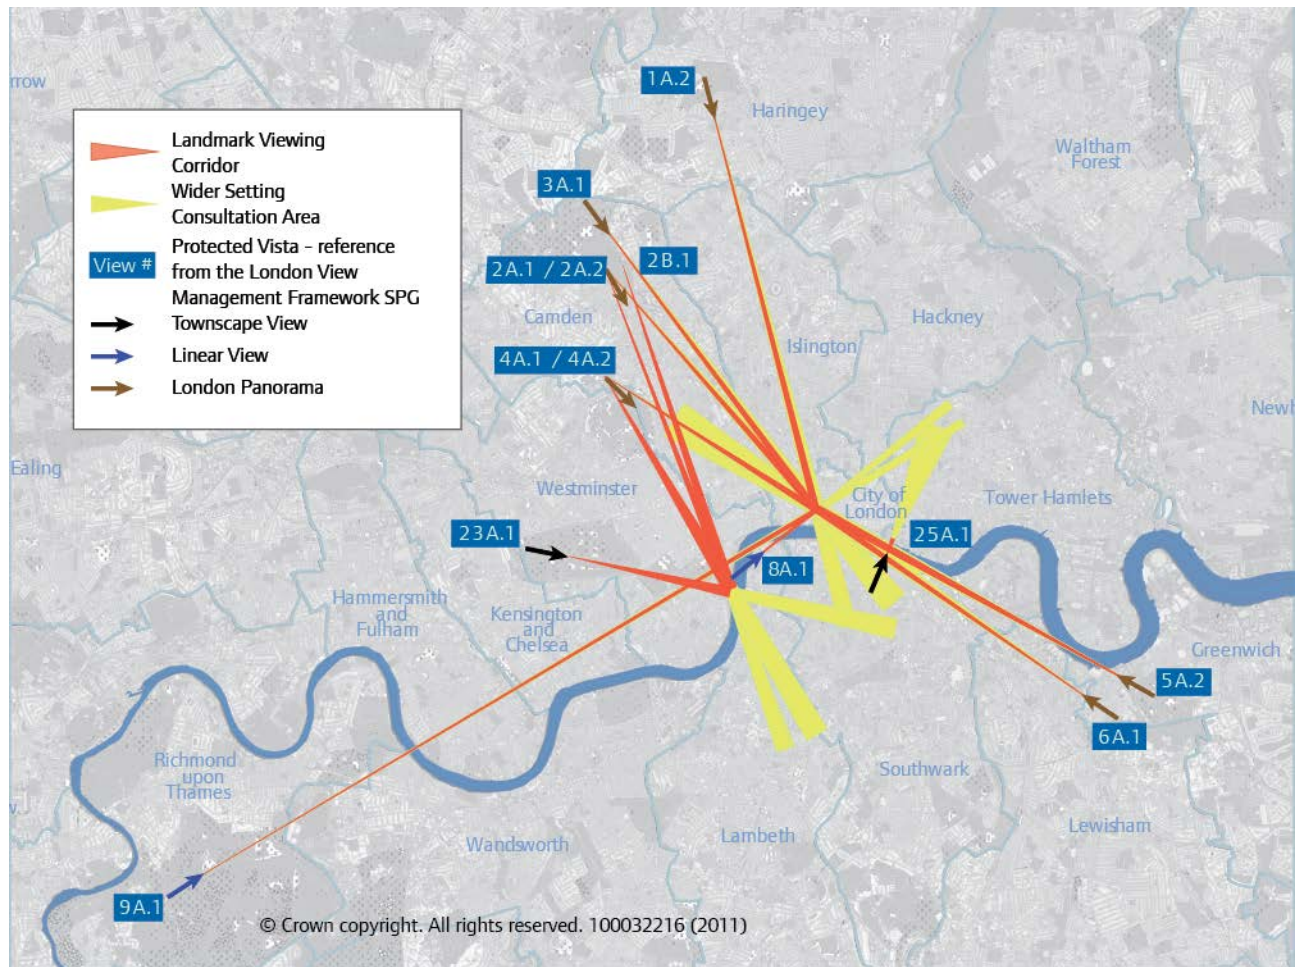 1A.2
Haringey
rrow
Waltham
Forest
Landmark Viewing
Corridor
Wider Setting
Consultation Area
View #
Protected Vista - reference
from the London View
Management Framework SPG
Townscape View
Linear View
London Panorama
3A.1
2B.1
2A.1 / 2A.2
Camden
Hackney
Islington
4A.1 / 4A.2
Newh
Ealing
Westminster
City of
London
Tower Hamlets
23A.1
25A.1
8A.1
Hammersmith
and
Fulham
Kensington
and
Chelsea
Greenwich
5A.2
6A.1
Richmond
upon
Thames
Southwark
Lewisham
Wandsworth
Lambeth
9A.1
© Crown copyright. All rights reserved. 100032216 (2011)